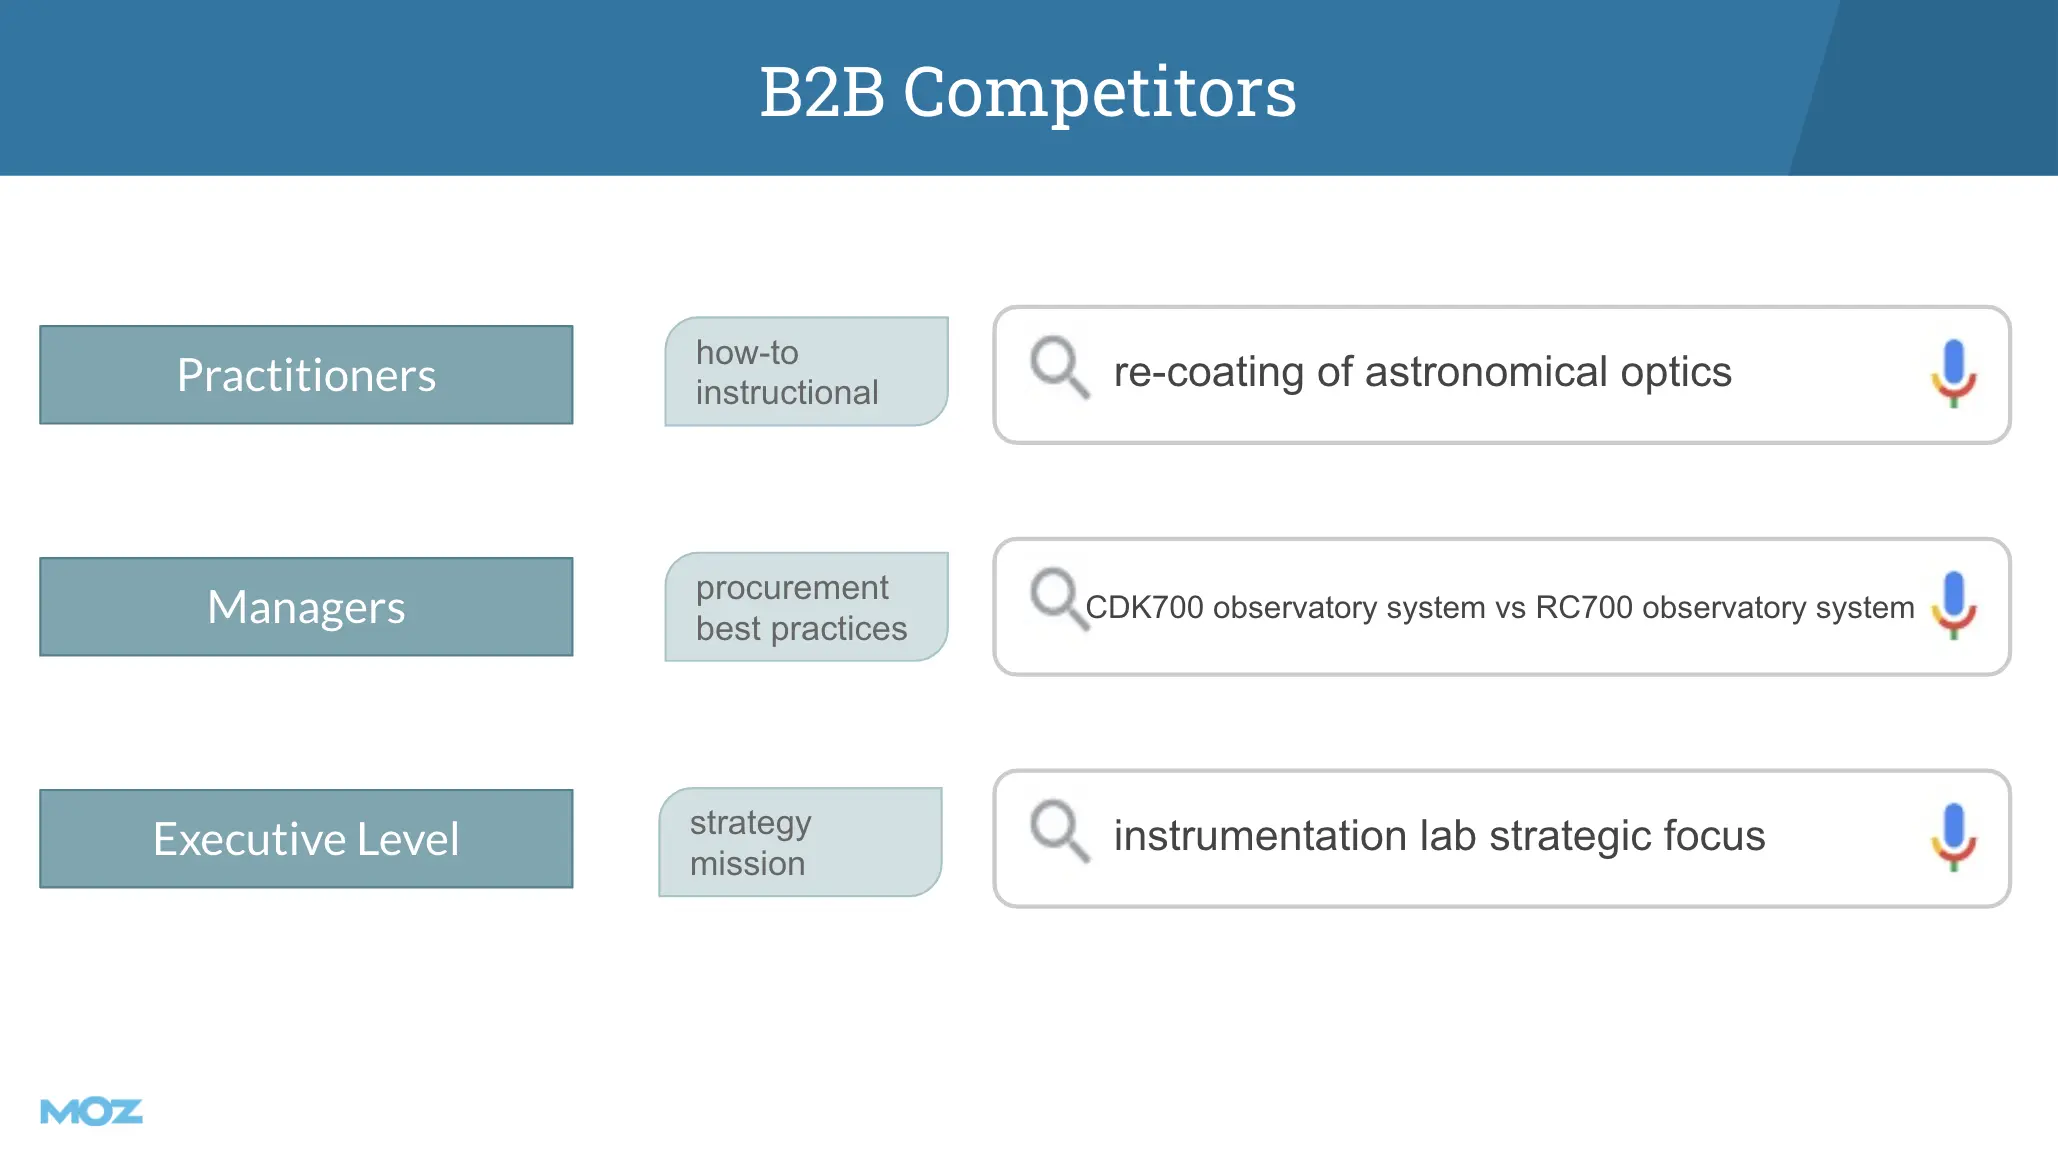 B2B Competitors
Practitioners
how-to
instructional
re-coating of astronomical optics
Managers
procurement
best practices
CDK700 observatory system vs RC700 observatory system
Executive Level
strategy
mission
instrumentation lab strategic focus
MOZ